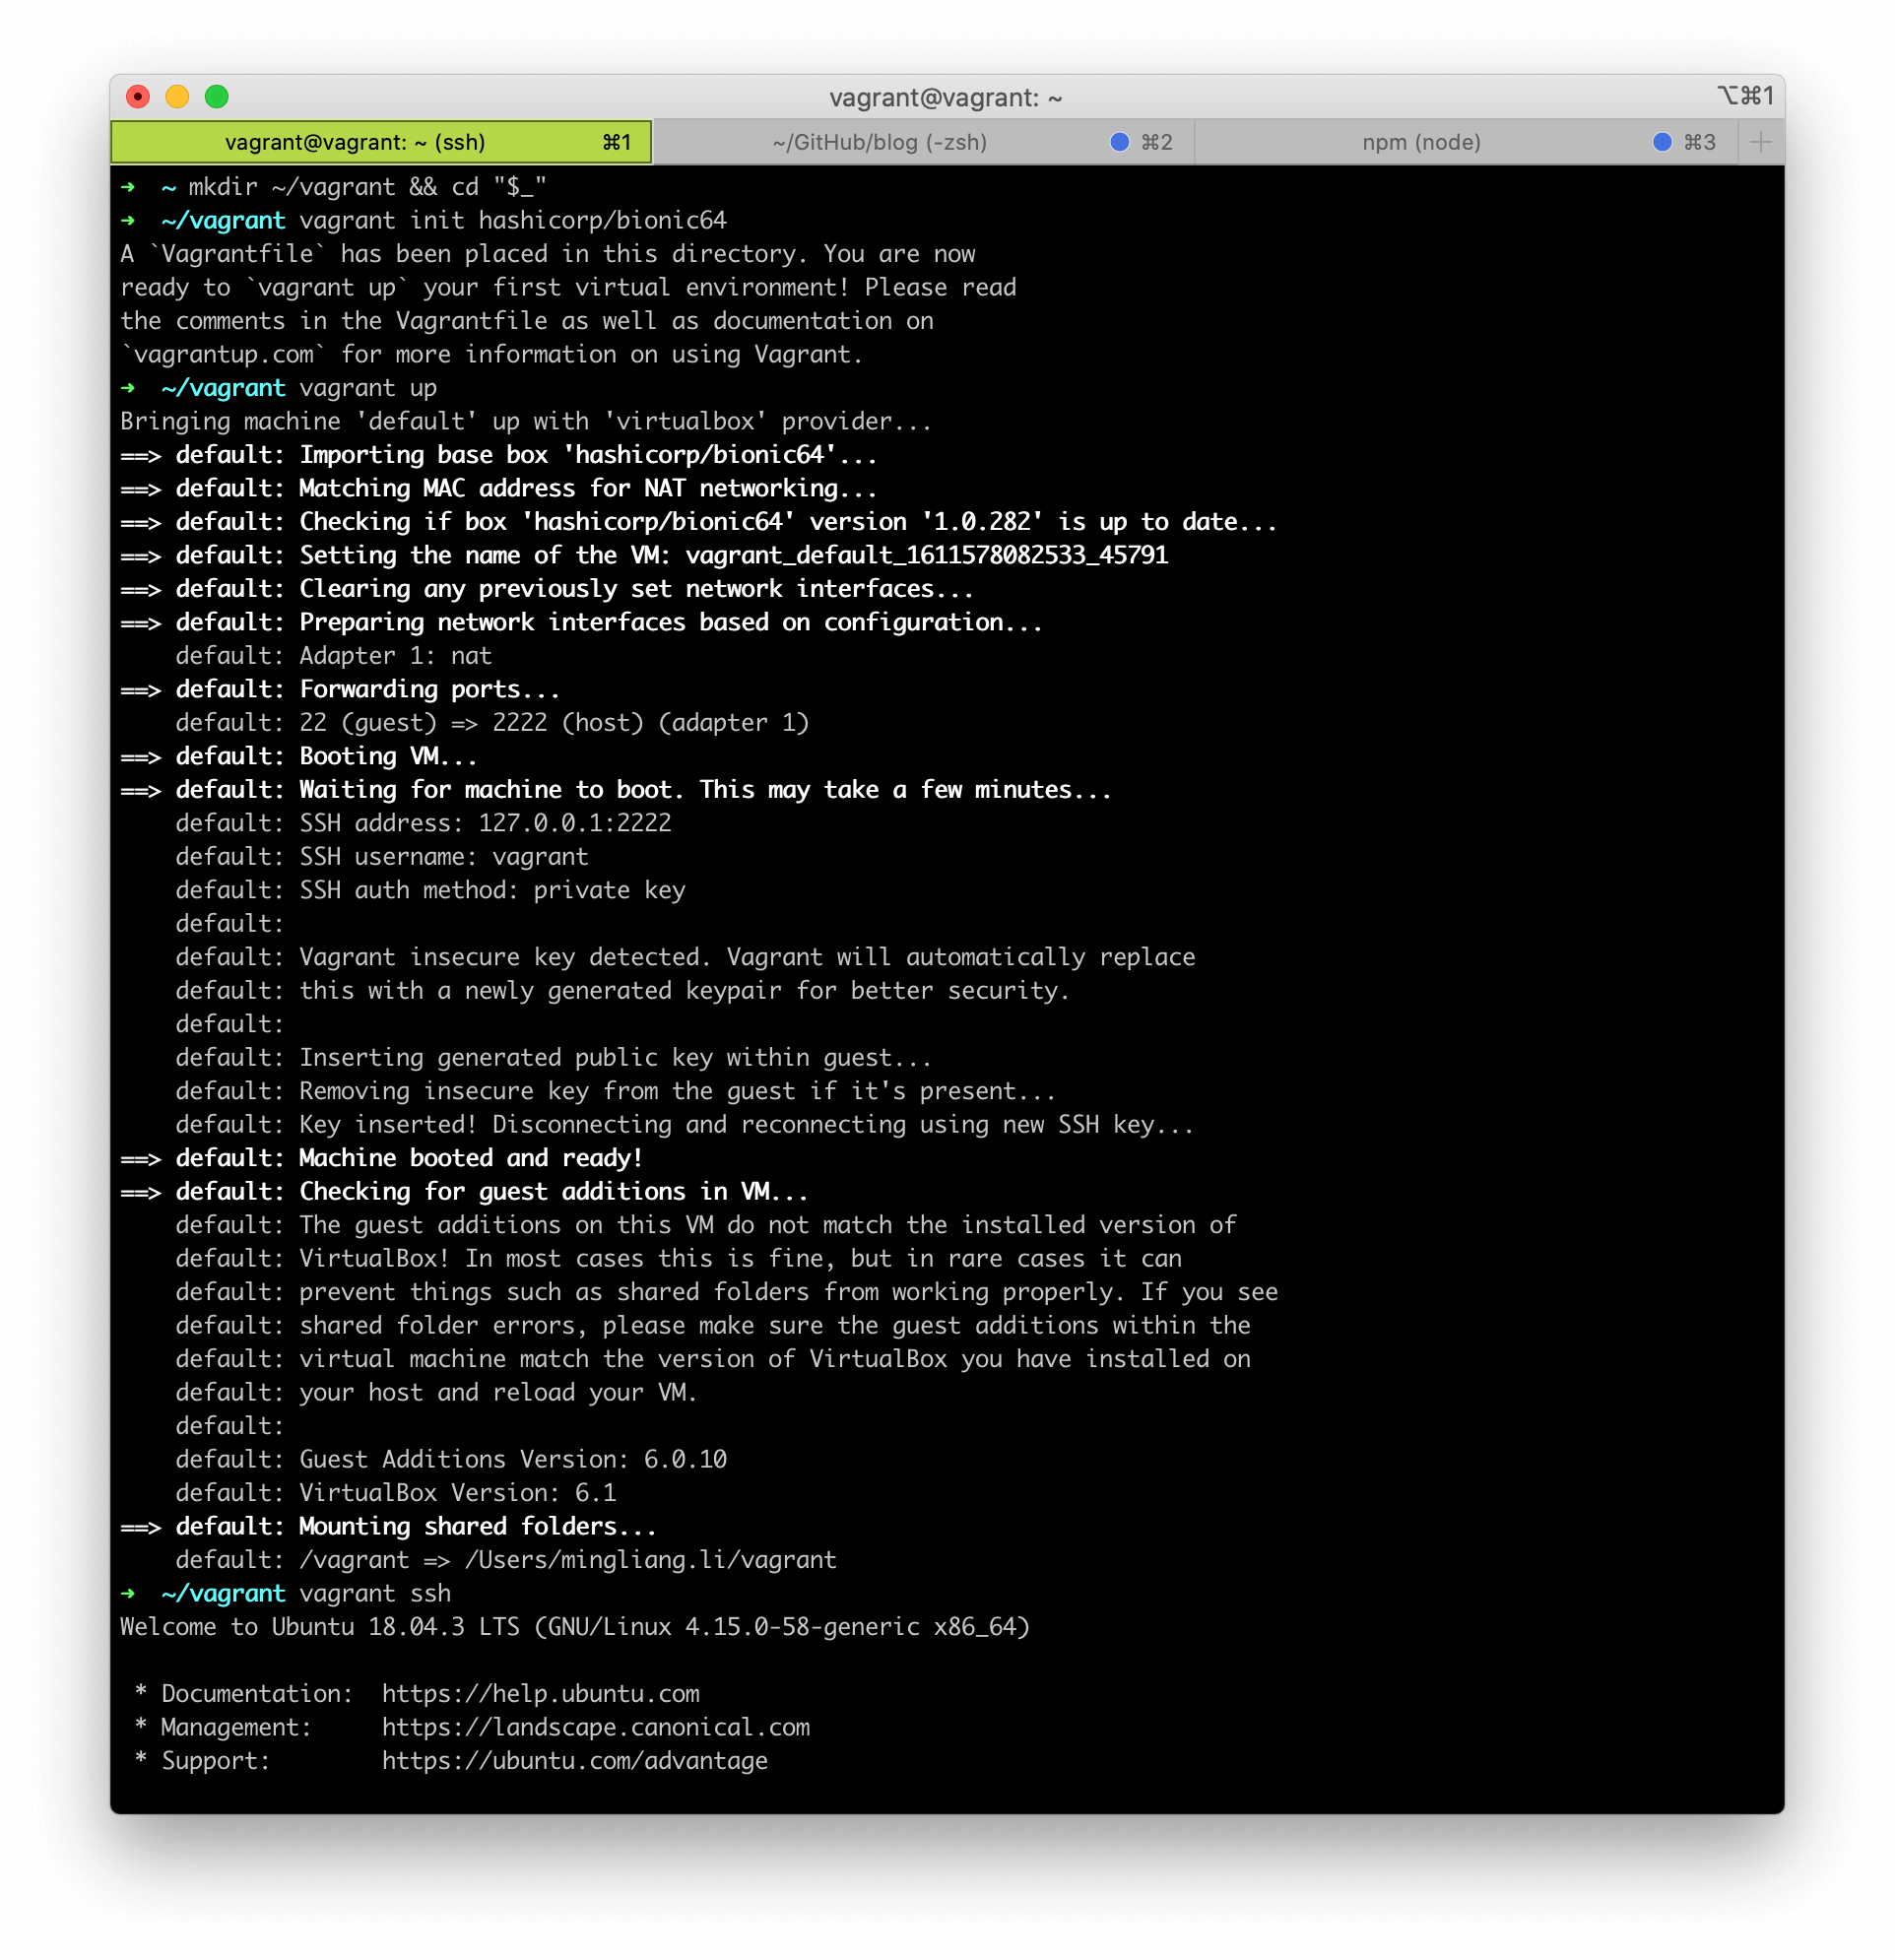 vagrant@vagrant: ~
⌥⌘1
vagrant@vagrant: ~ (ssh) ⌘1
~/GitHub/blog (-zsh) ⌘2
npm (node) ⌘3
➜  ~ mkdir ~/vagrant && cd "$_"
➜  ~/vagrant vagrant init hashicorp/bionic64
A `Vagrantfile` has been placed in this directory. You are now
ready to `vagrant up` your first virtual environment! Please read
the comments in the Vagrantfile as well as documentation on
`vagrantup.com` for more information on using Vagrant.
➜  ~/vagrant vagrant up
Bringing machine 'default' up with 'virtualbox' provider...
==> default: Importing base box 'hashicorp/bionic64'...
==> default: Matching MAC address for NAT networking...
==> default: Checking if box 'hashicorp/bionic64' version '1.0.282' is up to date...
==> default: Setting the name of the VM: vagrant_default_1611578082533_45791
==> default: Clearing any previously set network interfaces...
==> default: Preparing network interfaces based on configuration...
    default: Adapter 1: nat
==> default: Forwarding ports...
    default: 22 (guest) => 2222 (host) (adapter 1)
==> default: Booting VM...
==> default: Waiting for machine to boot. This may take a few minutes...
    default: SSH address: 127.0.0.1:2222
    default: SSH username: vagrant
    default: SSH auth method: private key
    default:
    default: Vagrant insecure key detected. Vagrant will automatically replace
    default: this with a newly generated keypair for better security.
    default:
    default: Inserting generated public key within guest...
    default: Removing insecure key from the guest if it's present...
    default: Key inserted! Disconnecting and reconnecting using new SSH key...
==> default: Machine booted and ready!
==> default: Checking for guest additions in VM...
    default: The guest additions on this VM do not match the installed version of
    default: VirtualBox! In most cases this is fine, but in rare cases it can
    default: prevent things such as shared folders from working properly. If you see
    default: shared folder errors, please make sure the guest additions within the
    default: virtual machine match the version of VirtualBox you have installed on
    default: your host and reload your VM.
    default:
    default: Guest Additions Version: 6.0.10
    default: VirtualBox Version: 6.1
==> default: Mounting shared folders...
    default: /vagrant => /Users/mingliang.li/vagrant
➜  ~/vagrant vagrant ssh
Welcome to Ubuntu 18.04.3 LTS (GNU/Linux 4.15.0-58-generic x86_64)
 * Documentation:  https://help.ubuntu.com
 * Management:     https://landscape.canonical.com
 * Support:        https://ubuntu.com/advantage